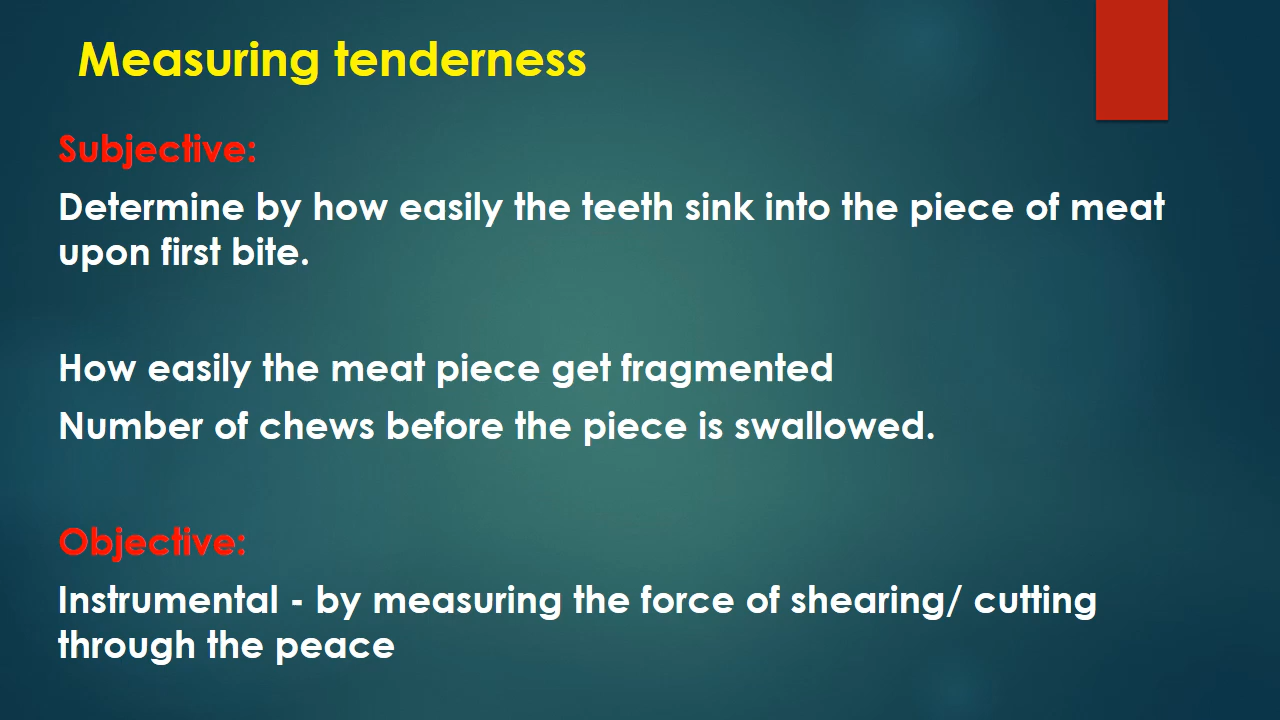 Measuring tenderness
Subjective:
Determine by how easily the teeth sink into the piece of meat
upon first bite.
How easily the meat piece get fragmented
Number of chews before the piece is swallowed.
Objective:
Instrumental - by measuring the force of shearing/ cutting
through the peace